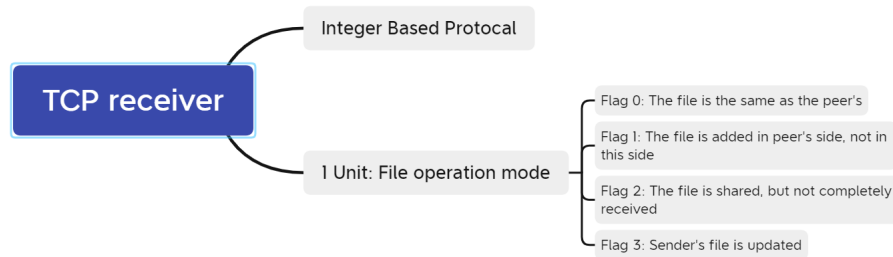 Integer Based Protocal
TCP receiver
1 Unit: File operation mode
Flag 0: The file is the same as the peer's
Flag 1: The file is added in peer's side, not in
this side
Flag 2: The file is shared, but not completely
received
Flag 3: Sender's file is updated